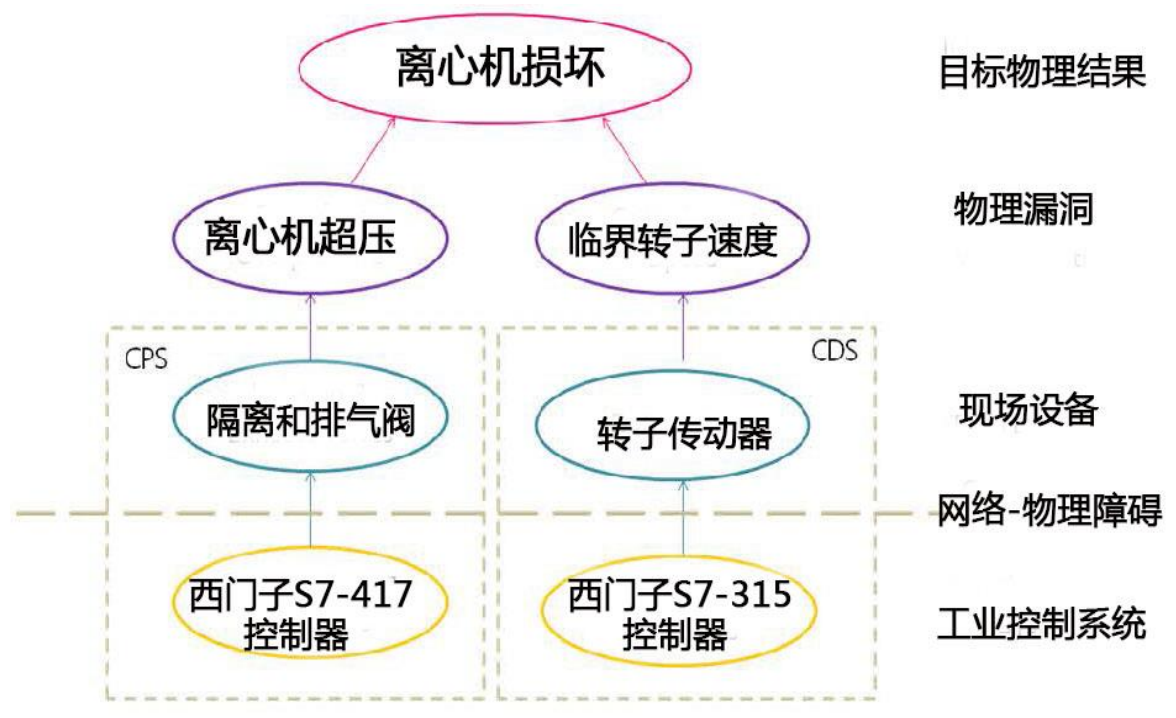 离心机损坏
目标物理结果
离心机超压
临界转子速度
物理漏洞
CPS
CDS
隔离和排气阀
转子传动器
现场设备
网络-物理障碍
西门子S7-417
控制器
西门子S7-315
控制器
工业控制系统